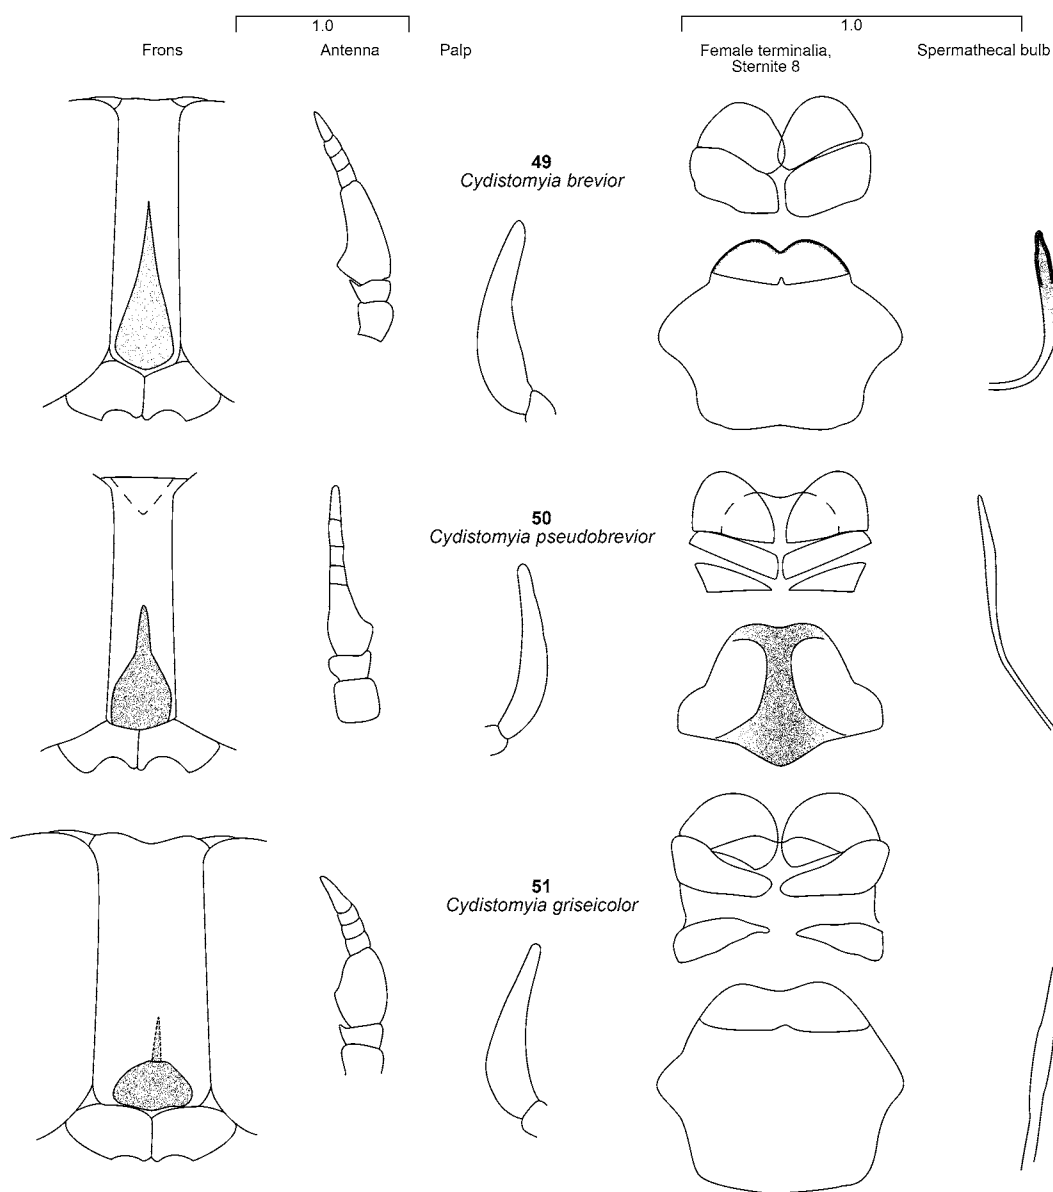 1.0
1.0
Frons
Antenna
Palp
Female terminalia,
Sternite 8
Spermathecal bulb
49
Cydistomyia brevior
50
Cydistomyia pseudobrevior
51
Cydistomyia griseicolor